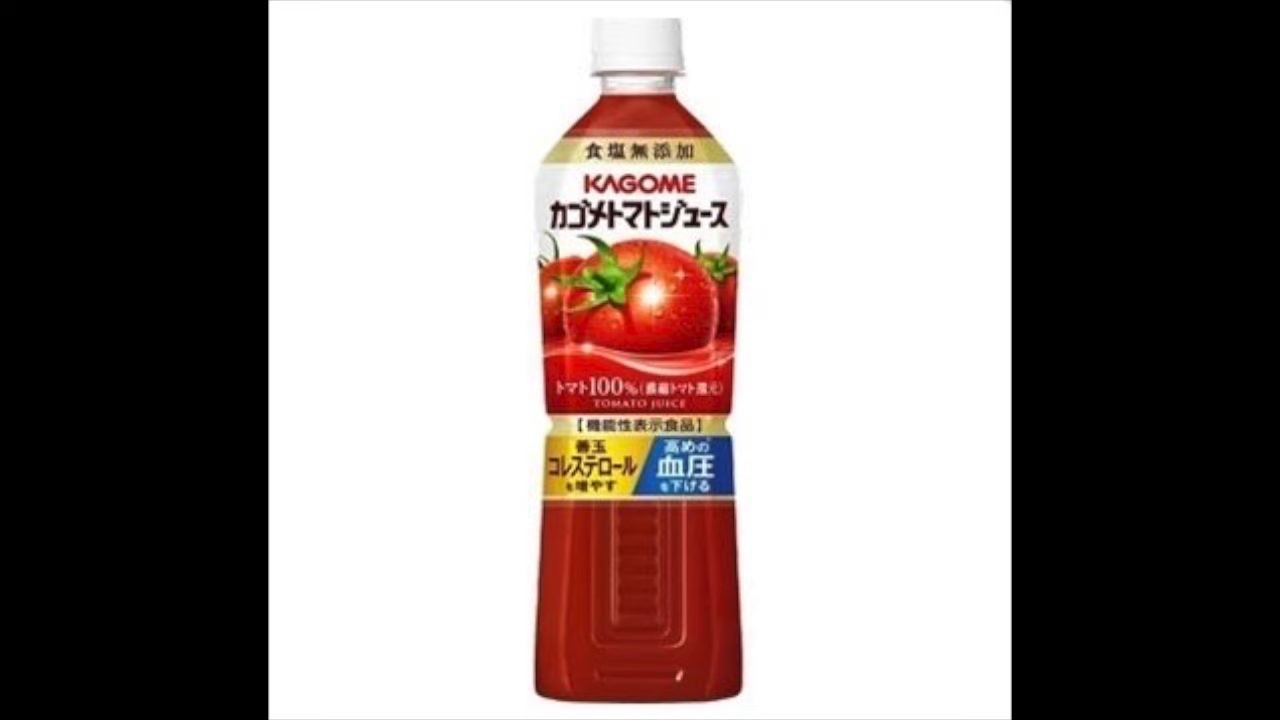 食塩無添加
KAGOME
カゴメトマトジュース
トマト100%(濃縮トマト還元)
TOMATO JUICE
【機能性表示食品】
善玉
コレステロール
を増やす
高めの
血圧
を下げる